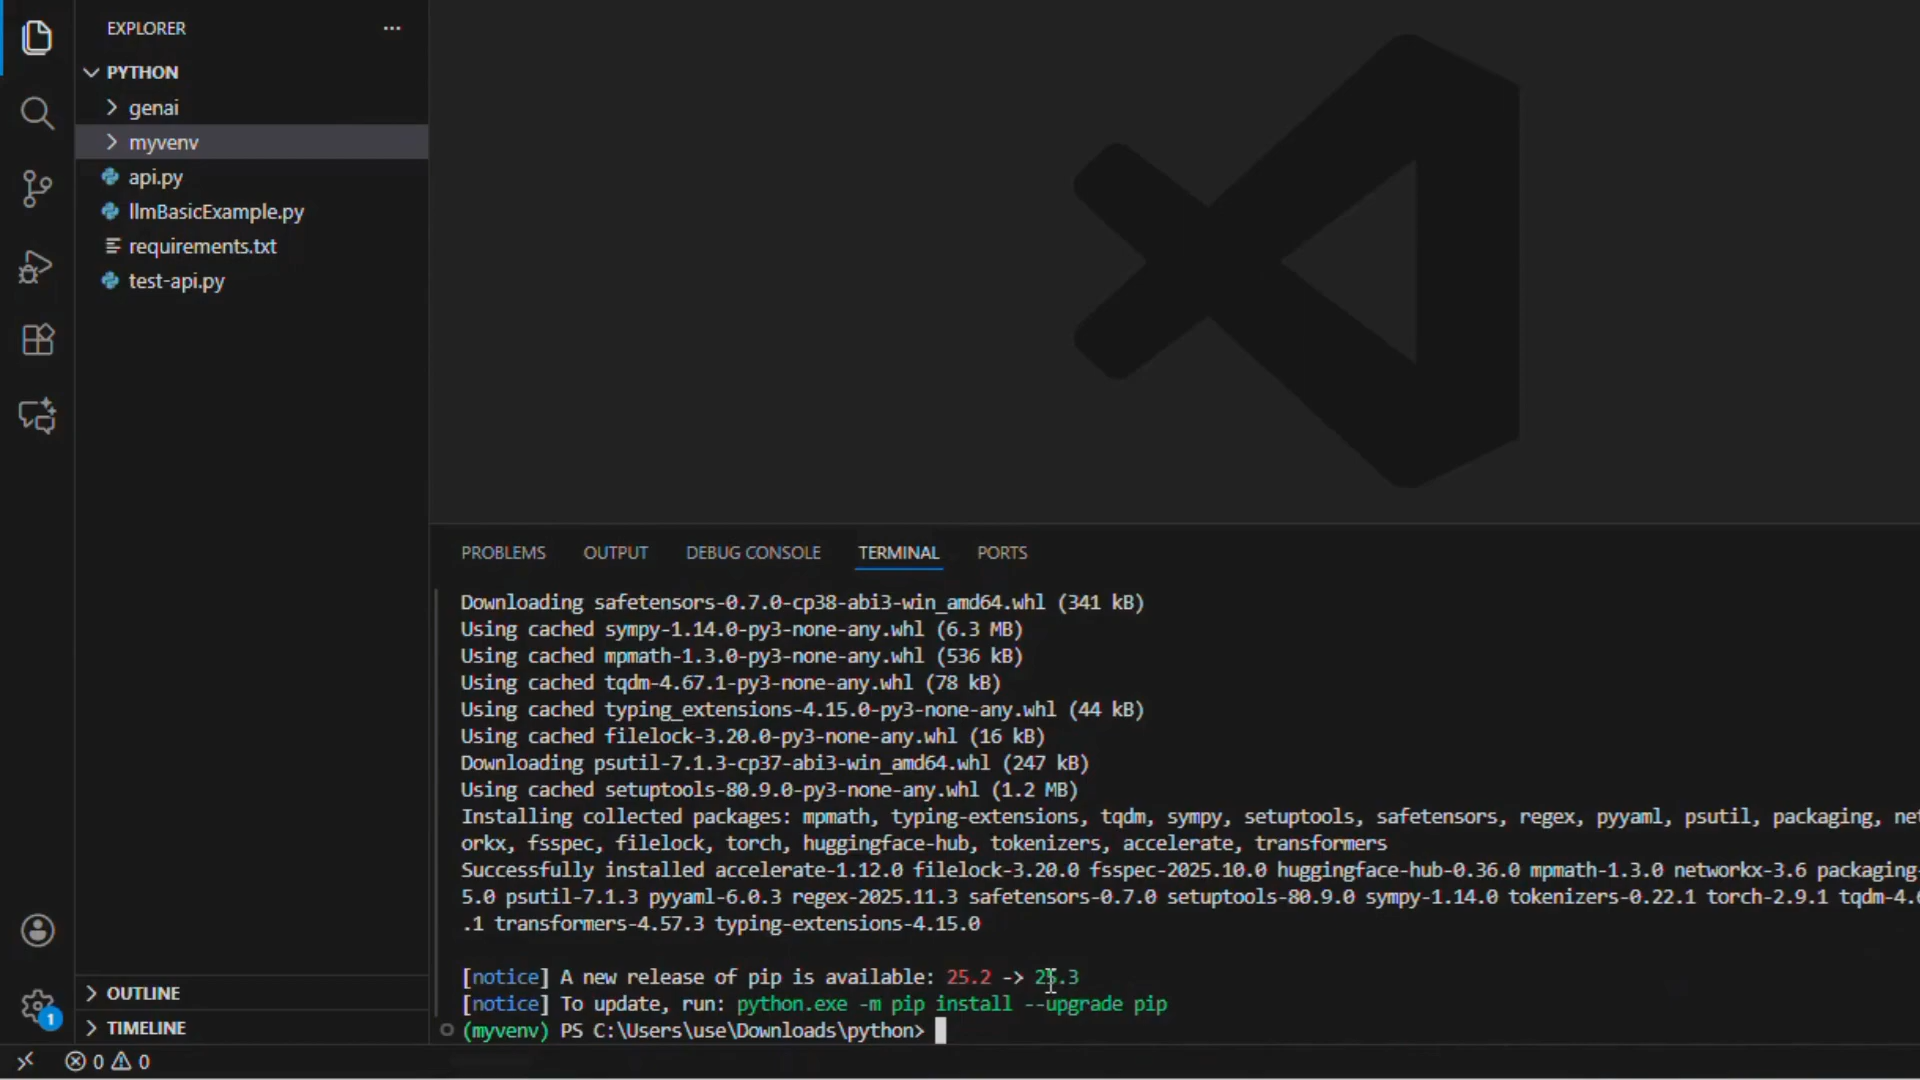 EXPLORER
PYTHON
genai
myvenv
api.py
llmBasicExample.py
requirements.txt
test-api.py
PROBLEMS OUTPUT DEBUG CONSOLE TERMINAL PORTS
Downloading safetensors-0.7.0-cp38-abi3-win_amd64.whl (341 kB)
Using cached sympy-1.14.0-py3-none-any.whl (6.3 MB)
Using cached mpmath-1.3.0-py3-none-any.whl (536 kB)
Using cached tqdm-4.67.1-py3-none-any.whl (78 kB)
Using cached typing_extensions-4.15.0-py3-none-any.whl (44 kB)
Using cached filelock-3.20.0-py3-none-any.whl (16 kB)
Downloading psutil-7.1.3-cp37-abi3-win_amd64.whl (247 kB)
Using cached setuptools-80.9.0-py3-none-any.whl (1.2 MB)
Installing collected packages: mpmath, typing-extensions, tqdm, sympy, setuptools, safetensors, regex, pyyaml, psutil, packaging, net
orkx, fsspec, filelock, torch, huggingface-hub, tokenizers, accelerate, transformers
Successfully installed accelerate-1.12.0 filelock-3.20.0 fsspec-2025.10.0 huggingface-hub-0.36.0 mpmath-1.3.0 networkx-3.6 packaging-
5.0 psutil-7.1.3 pyyaml-6.0.3 regex-2025.11.3 safetensors-0.7.0 setuptools-80.9.0 sympy-1.14.0 tokenizers-0.22.1 torch-2.9.1 tqdm-4.6
.1 transformers-4.57.3 typing-extensions-4.15.0
[notice] A new release of pip is available: 25.2 -> 25.3
[notice] To update, run: python.exe -m pip install --upgrade pip
(myvenv) PS C:\Users\use\Downloads\python>
OUTLINE
TIMELINE
1
0 0